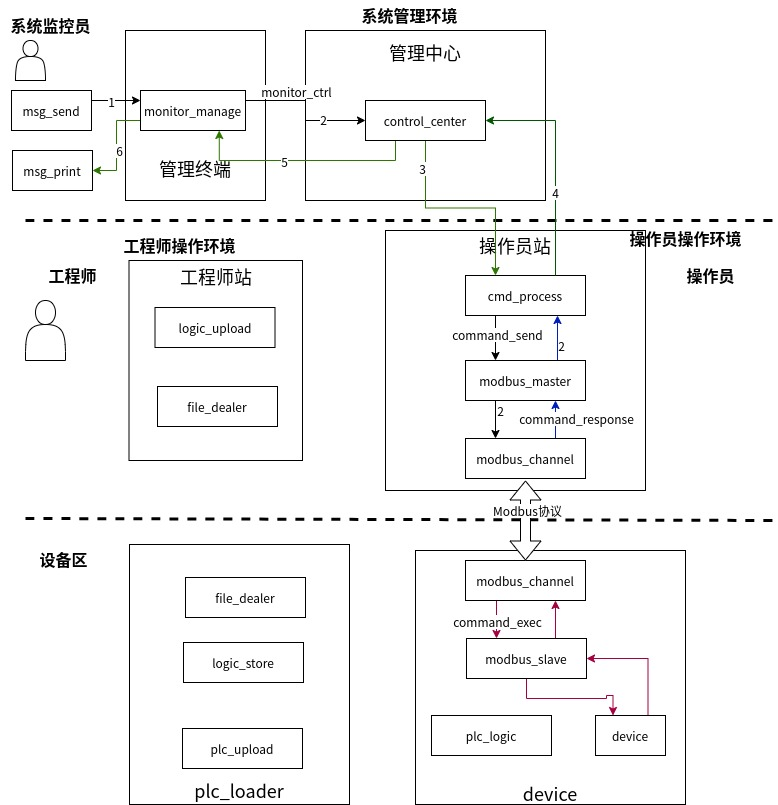 系统管理环境
系统监控员
管理中心
msg_send
1
monitor_manage
monitor_ctrl
2
control_center
msg_print
6
管理终端
5
3
4
工程师操作环境
操作员站
操作员操作环境
工程师
工程师站
操作员
cmd_process
logic_upload
command_send
2
modbus_master
file_dealer
2
command_response
modbus_channel
Modbus协议
设备区
modbus_channel
file_dealer
command_exec
logic_store
modbus_slave
plc_logic
device
plc_upload
plc_loader
device